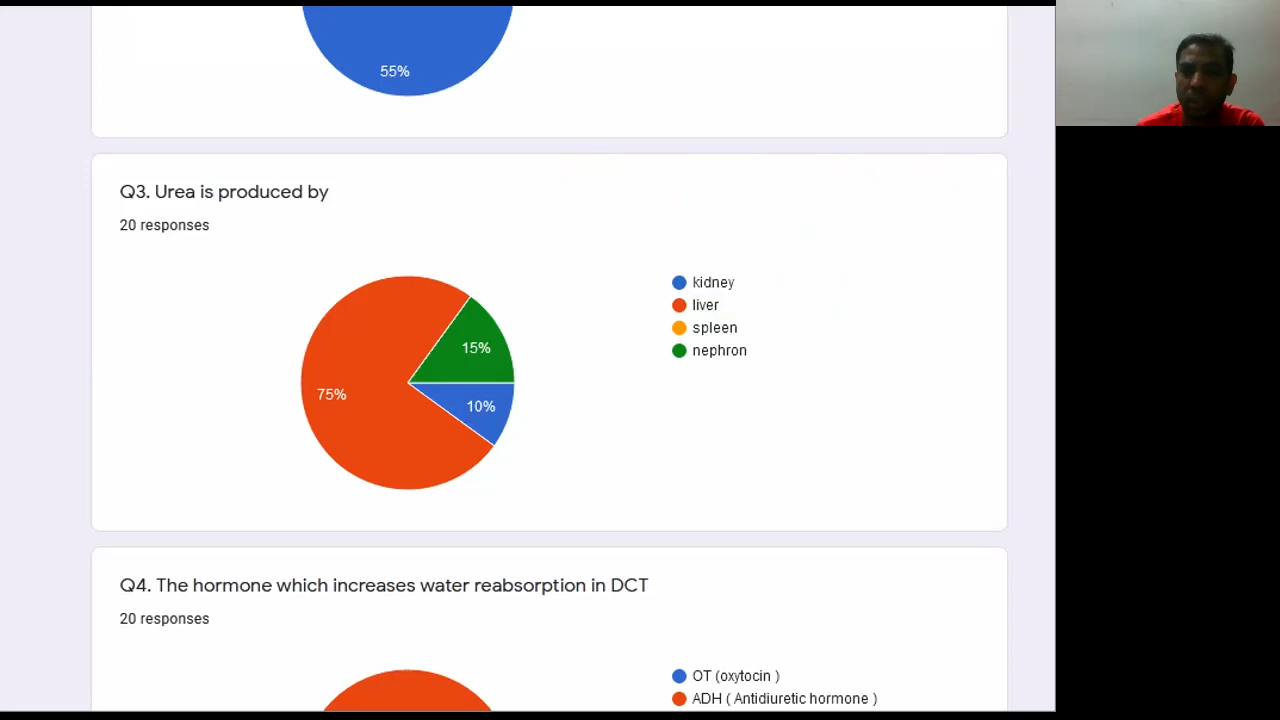 55%
Q3. Urea is produced by
20 responses
kidney
liver
spleen
nephron
15%
75%
10%
Q4. The hormone which increases water reabsorption in DCT
20 responses
OT (oxytocin )
ADH ( Antidiuretic hormone )